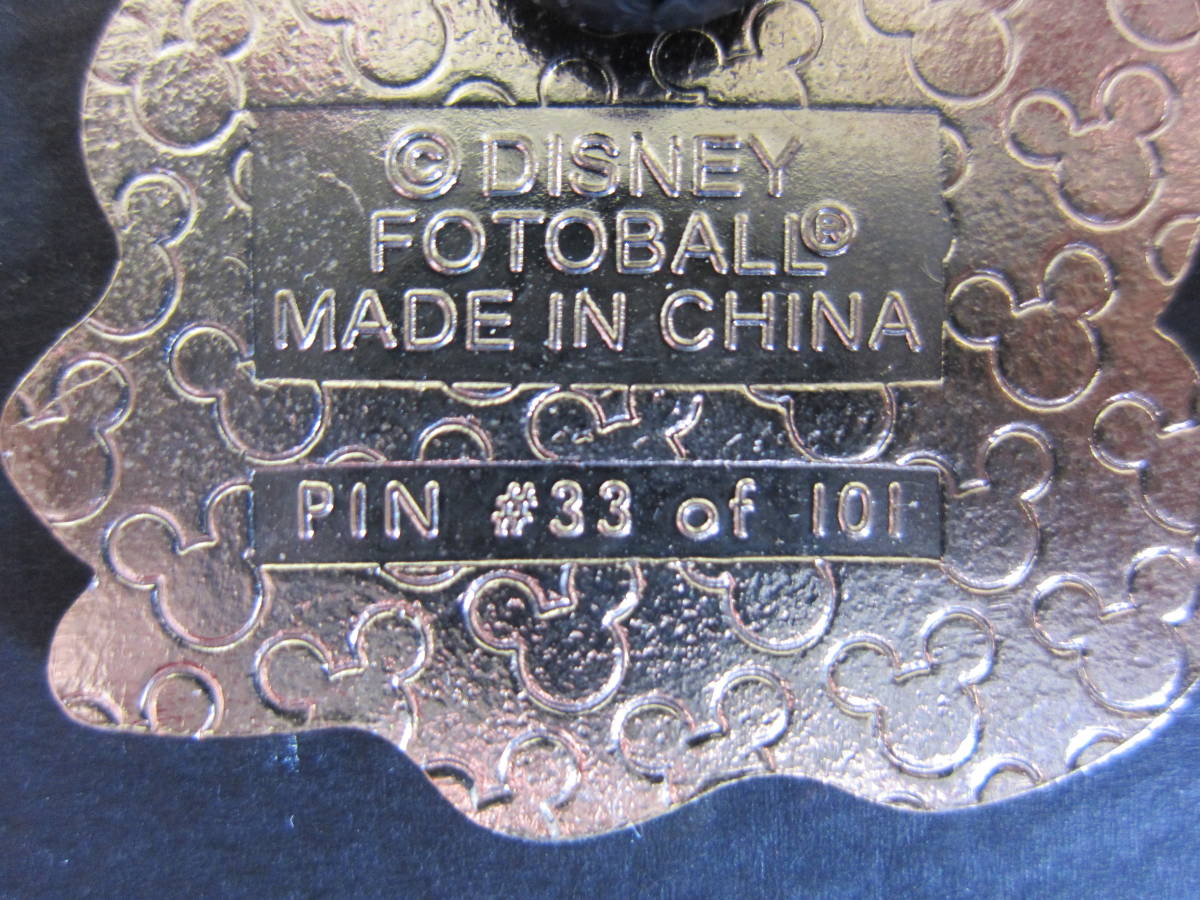 © DISNEY
FOTOBALL®
MADE IN CHINA
PIN #33 of 101